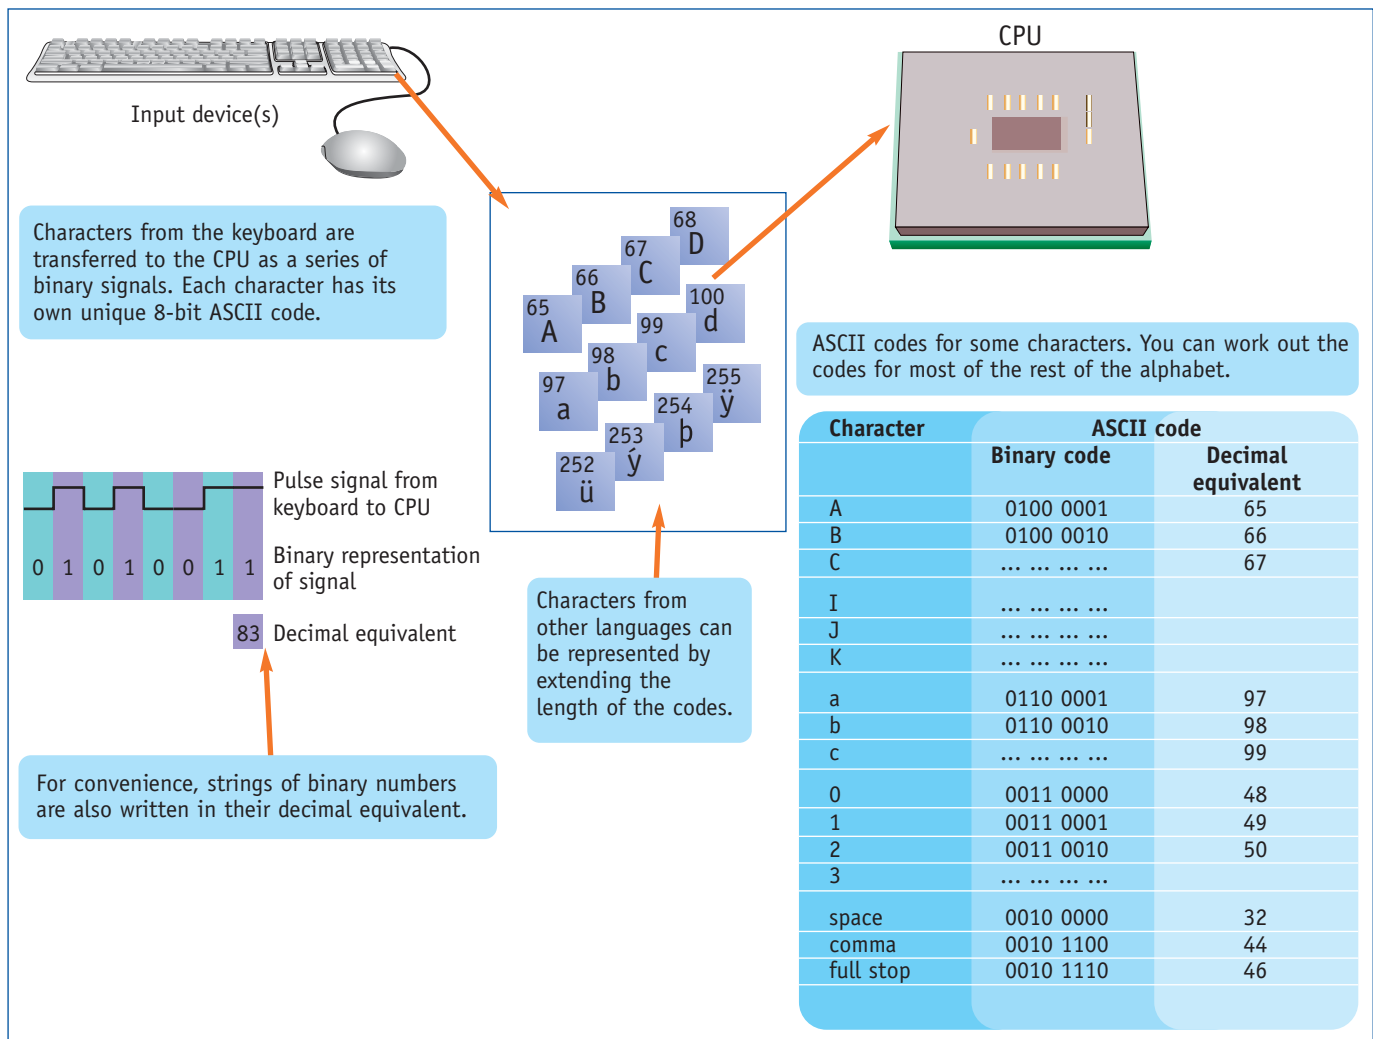 CPU
Input device(s)
Characters from the keyboard are
transferred to the CPU as a series of
binary signals. Each character has its
own unique 8-bit ASCII code.
68
D
67
C
66
B
65
A
100
d
99
c
98
b
97
a
255
ÿ
254
þ
253
ý
252
ü
Pulse signal from
keyboard to CPU
0 1 0 1 0 0 1 1
Binary representation
of signal
83 Decimal equivalent
For convenience, strings of binary numbers
are also written in their decimal equivalent.
Characters from
other languages can
be represented by
extending the
length of the codes.
ASCII codes for some characters. You can work out the
codes for most of the rest of the alphabet.
Character ASCII code
Binary code Decimal
equivalent
A 0100 0001 65
B 0100 0010 66
C ... ... ... ... 67
I ... ... ... ...
J ... ... ... ...
K ... ... ... ...
a 0110 0001 97
b 0110 0010 98
c ... ... ... ... 99
0 0011 0000 48
1 0011 0001 49
2 0011 0010 50
3 ... ... ... ...
space 0010 0000 32
comma 0010 1100 44
full stop 0010 1110 46